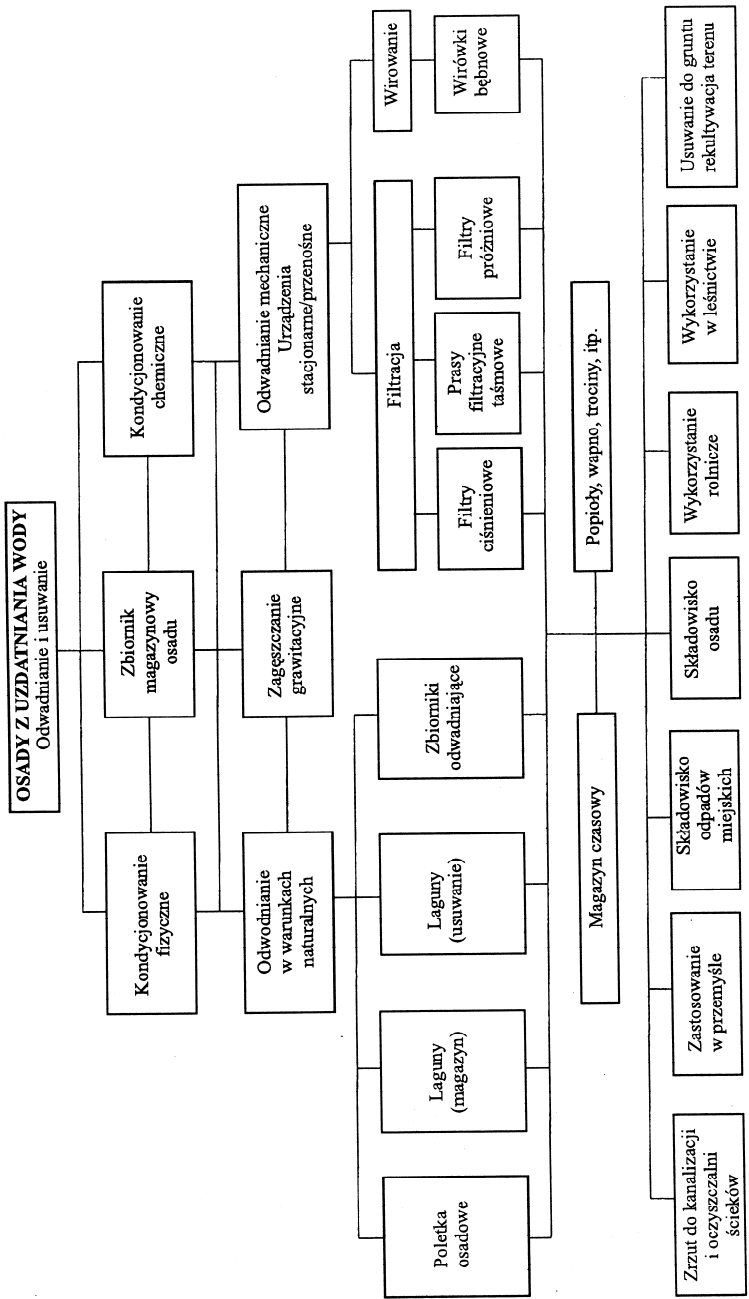 OSADY Z UZDATNIANIA WODY
Odwadnianie i usuwanie
Kondycjonowanie
fizyczne
Zbiornik
magazynowy
osadu
Kondycjonowanie
chemiczne
Odwodnianie
w warunkach
naturalnych
Zagęszczanie
grawitacyjne
Odwadnianie mechaniczne
Urządzenia
stacjonarne/przenośne
Filtracja
Wirowanie
Poletka
osadowe
Laguny
(magazyn)
Laguny
(usuwanie)
Zbiorniki
odwadniające
Filtry
ciśnieniowe
Prasy
filtracyjne
taśmowe
Filtry
próżniowe
Wirówki
bębnowe
Magazyn czasowy
Popioły, wapno, trociny, itp.
Zrzut do kanalizacji
i oczyszczalni
ścieków
Zastosowanie
w przemyśle
Składowisko
odpadów
miejskich
Składowisko
osadu
Wykorzystanie
rolnicze
Wykorzystanie
w leśnictwie
Usuwanie do gruntu
rekultywacja terenu